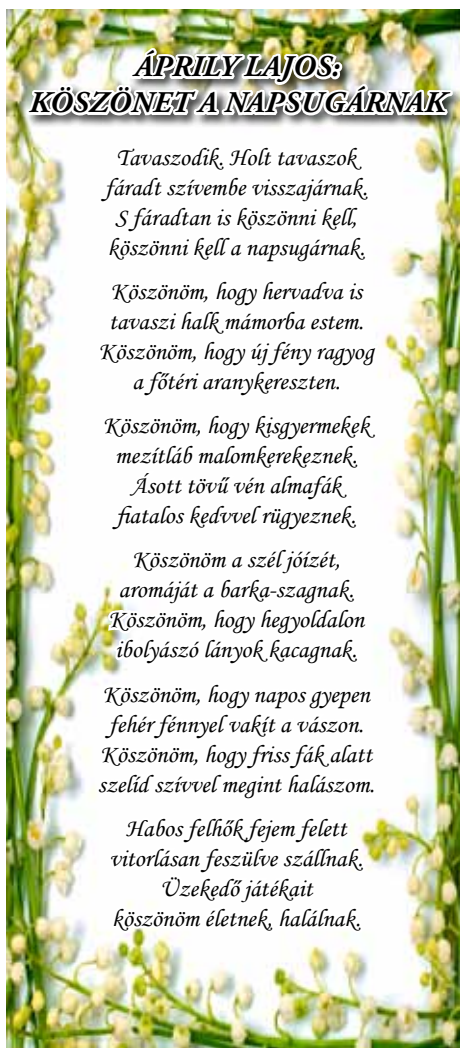 ÁPRILY LAJOS:
KÖSZÖNET A NAPSUGÁRNAK
Tavaszodik. Holt tavaszok
fáradt szívembe visszajárnak.
S fáradtan is köszönni kell,
köszönni kell a napsugárnak.
Köszönöm, hogy hervadva is
tavaszi halk mámorba estem.
Köszönöm, hogy új fény ragyog
a főtéri aranykereszten.
Köszönöm, hogy kisgyermekek
mezítláb malomkerekeznek.
Ásott tövű vén almafák
fiatalos kedvvel rügyeznek.
Köszönöm a szél jóízét,
aromáját a barka-szagnak.
Köszönöm, hogy hegyoldalon
ibolyászó lányok kacagnak.
Köszönöm, hogy napos gyepen
fehér fénnyel vakít a vászon.
Köszönöm, hogy friss fák alatt
szelíd szívvel megint halászom.
Habos felhők fejem felett
vitorlásan feszülve szállnak.
Üzekedő játékait
köszönöm életnek, halálnak.